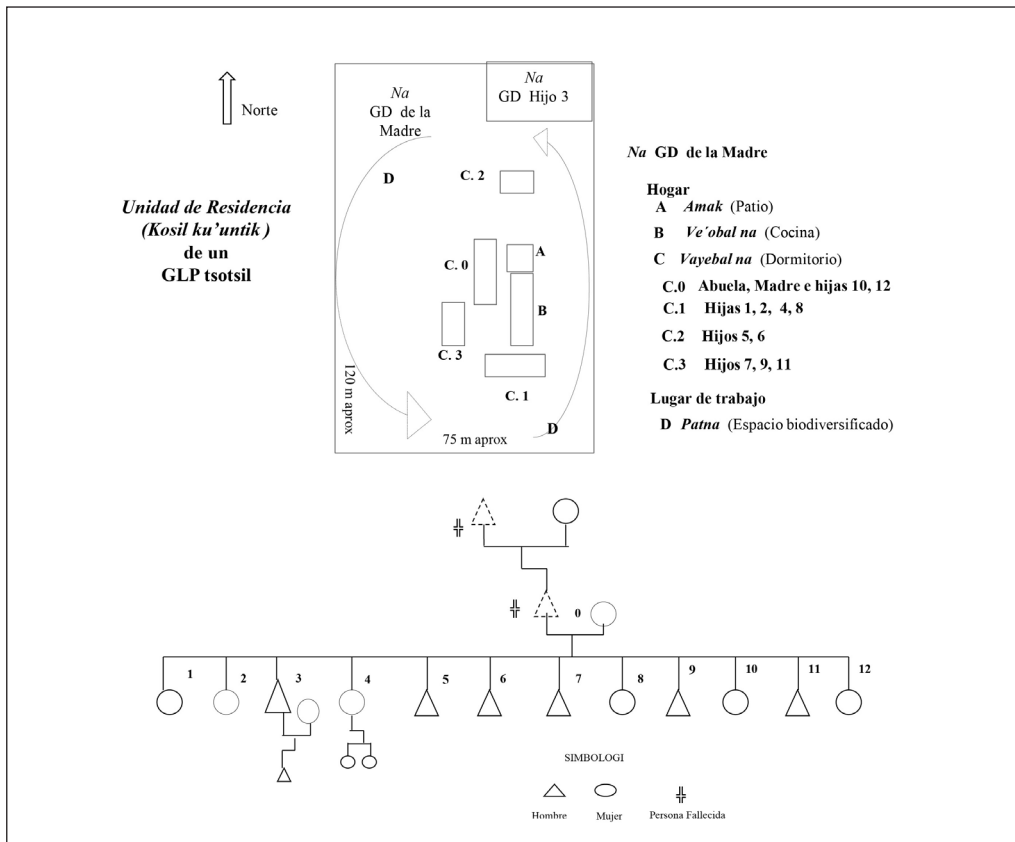 Norte
Unidad de Residencia
(Kosil ku’untik )
de un
GLP tsotsil
Na
GD de la
Madre
Na
GD Hijo 3
D
C. 2
A
C. 0
B
C. 3
C. 1
120 m aprox
75 m aprox
D
Na GD de la Madre
Hogar
A Amak (Patio)
B Ve´obal na (Cocina)
C Vayebal na (Dormitorio)
C.0 Abuela, Madre e hijas 10, 12
C.1 Hijas 1, 2, 4, 8
C.2 Hijos 5, 6
C.3 Hijos 7, 9, 11
Lugar de trabajo
D Patna (Espacio biodiversificado)
0
1 2 3 4 5 6 7 8 9 10 11 12
SIMBOLOGI
Hombre Mujer Persona Fallecida